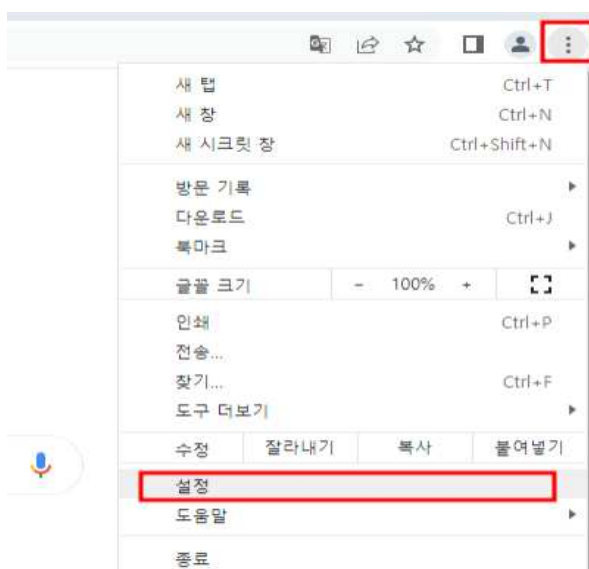 새 탭 Ctrl+T
새 창 Ctrl+N
새 시크릿 창 Ctrl+Shift+N
방문 기록
다운로드 Ctrl+J
북마크
글꼴 크기 - 100% +
인쇄 Ctrl+P
전송...
찾기... Ctrl+F
도구 더보기
수정 잘라내기 복사 붙여넣기
설정
도움말
종료